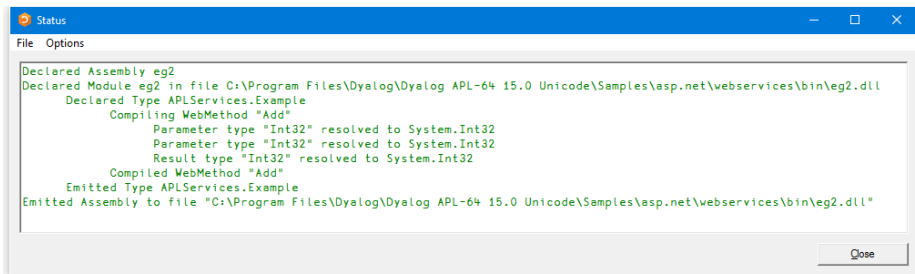 Status
File Options
Declared Assembly eg2
Declared Module eg2 in file C:\Program Files\Dyalog\Dyalog APL-64 15.0 Unicode\Samples\asp.net\webservices\bin\eg2.dll
Declared Type APLServices.Example
Compiling WebMethod "Add"
Parameter type "Int32" resolved to System.Int32
Parameter type "Int32" resolved to System.Int32
Result type "Int32" resolved to System.Int32
Compiled WebMethod "Add"
Emitted Type APLServices.Example
Emitted Assembly to file "C:\Program Files\Dyalog\Dyalog APL-64 15.0 Unicode\Samples\asp.net\webservices\bin\eg2.dll"
Close